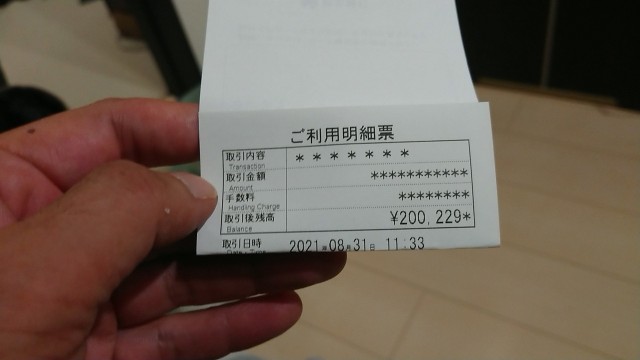 ご利用明細票
取引内容 *******
Transaction
取引金額 ***********
Amount
手数料 ********
Handling Charge
取引後残高 ¥200,229*
Balance
取引日時 2021年08月31日 11:33